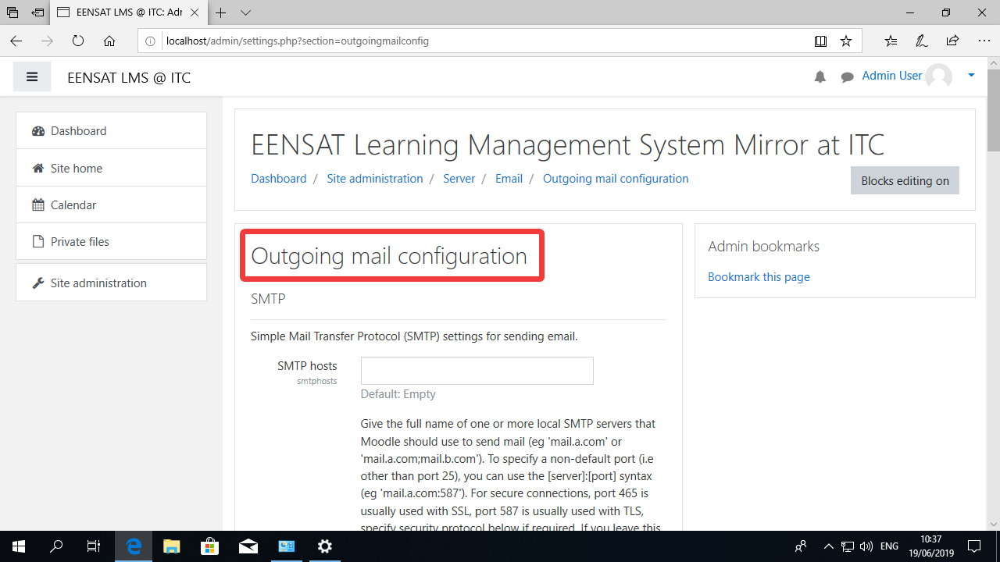 EENSAT LMS @ ITC: Adr
localhost/admin/settings.php?section=outgoingmailconfig
EENSAT LMS @ ITC
Admin User
Dashboard
Site home
Calendar
Private files
Site administration
EENSAT Learning Management System Mirror at ITC
Dashboard / Site administration / Server / Email / Outgoing mail configuration
Blocks editing on
Outgoing mail configuration
SMTP
Simple Mail Transfer Protocol (SMTP) settings for sending email.
SMTP hosts
smtphosts
Default: Empty
Give the full name of one or more local SMTP servers that
Moodle should use to send mail (eg 'mail.a.com' or
'mail.a.com;mail.b.com'). To specify a non-default port (i.e
other than port 25), you can use the [server]:[port] syntax
(eg 'mail.a.com:587'). For secure connections, port 465 is
usually used with SSL, port 587 is usually used with TLS,
specify security protocol below if required. If you leave this
Admin bookmarks
Bookmark this page
ENG
10:37
19/06/2019